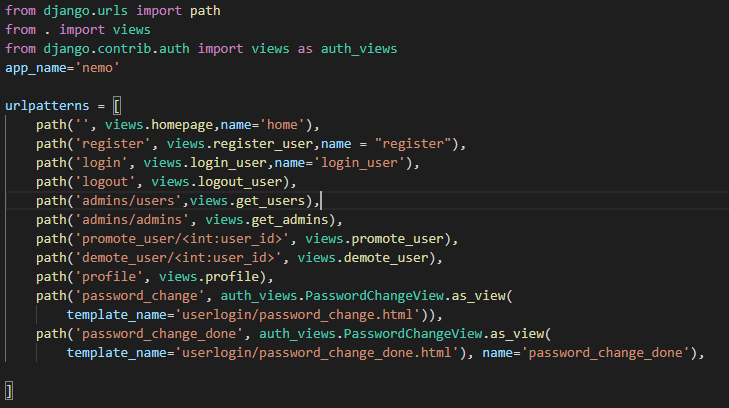 from django.urls import path
from . import views
from django.contrib.auth import views as auth_views
app_name='nemo'

urlpatterns = [
    path('', views.homepage,name='home'),
    path('register', views.register_user,name = "register"),
    path('login', views.login_user,name='login_user'),
    path('logout', views.logout_user),
    path('admins/users',views.get_users),
    path('admins/admins', views.get_admins),
    path('promote_user/<int:user_id>', views.promote_user),
    path('demote_user/<int:user_id>', views.demote_user),
    path('profile', views.profile),
    path('password_change', auth_views.PasswordChangeView.as_view(
        template_name='userlogin/password_change.html')),
    path('password_change_done', auth_views.PasswordChangeView.as_view(
        template_name='userlogin/password_change_done.html'), name='password_change_done'),

]